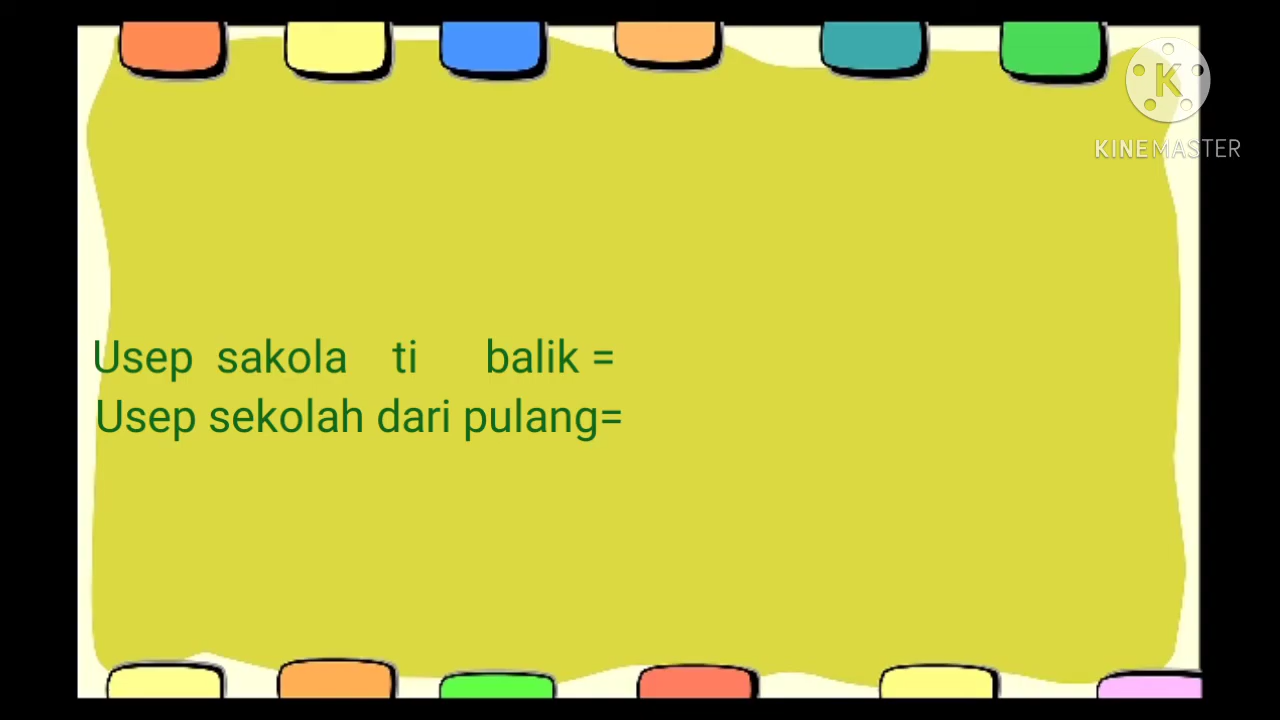 KINEMASTER
Usep sakola ti balik =
Usep sekolah dari pulang=